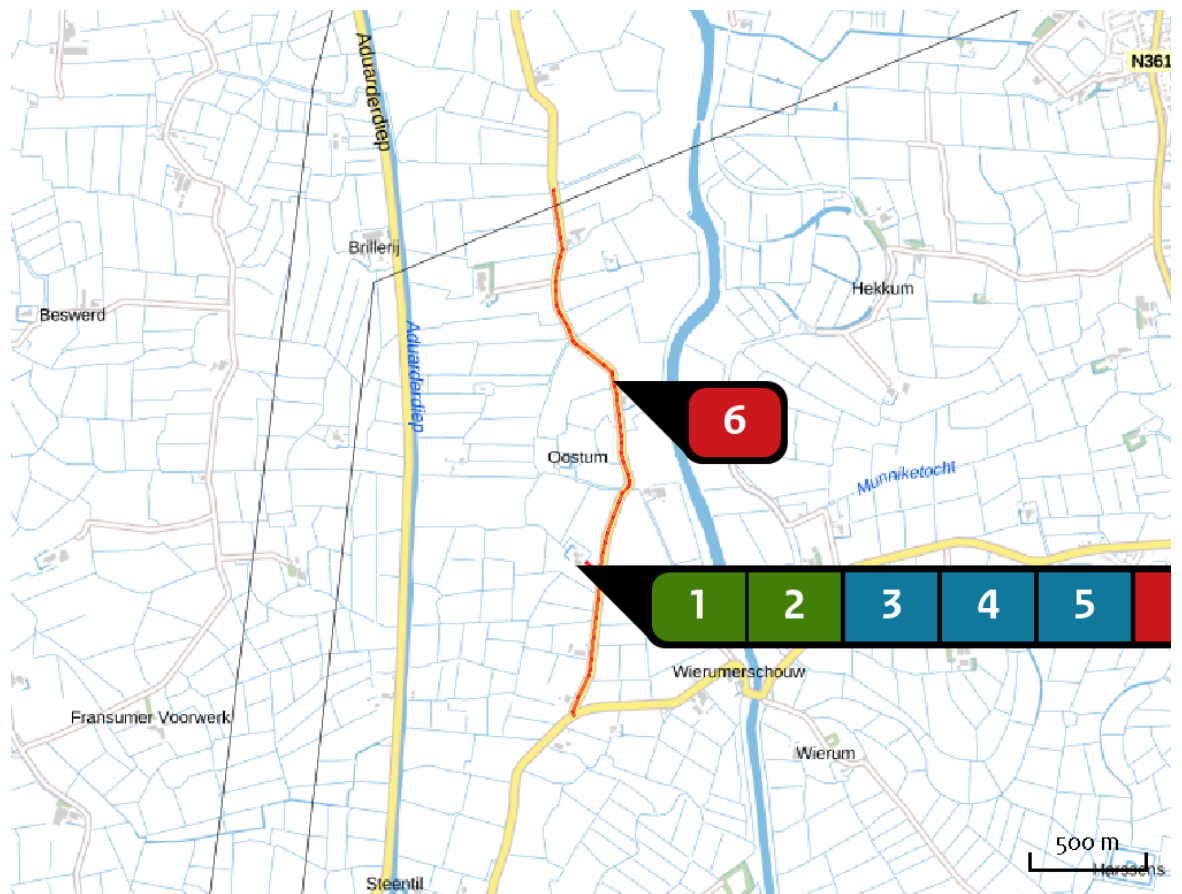 Aduarderdiep
N361
Brillerij
Hekkum
Beswerd
Aduarderdiep
6
Oostum
Munniketocht
1 2 3 4 5
Wierumerschouw
Fransumer Voorwerk
Wierum
500 m
Harssens
Steentil